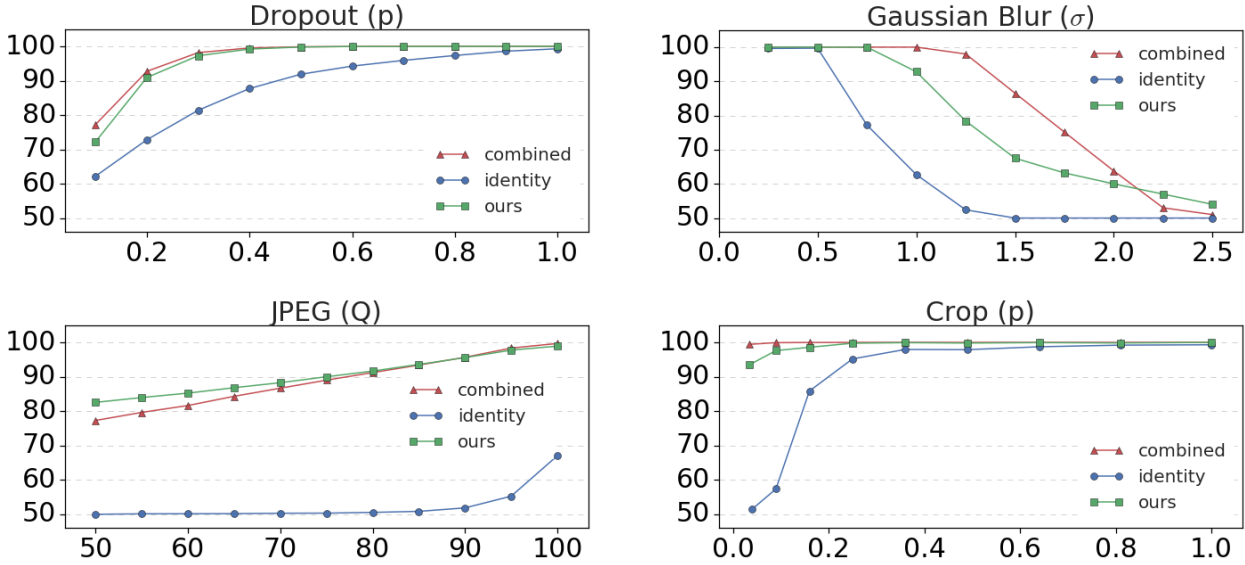 Dropout (p)
100
90
80
70
60
50
0.2 0.4 0.6 0.8 1.0
combined
identity
ours
Gaussian Blur (σ)
100
90
80
70
60
50
0.0 0.5 1.0 1.5 2.0 2.5
combined
identity
ours
JPEG (Q)
100
90
80
70
60
50
50 60 70 80 90 100
combined
identity
ours
Crop (p)
100
90
80
70
60
50
0.0 0.2 0.4 0.6 0.8 1.0
combined
identity
ours